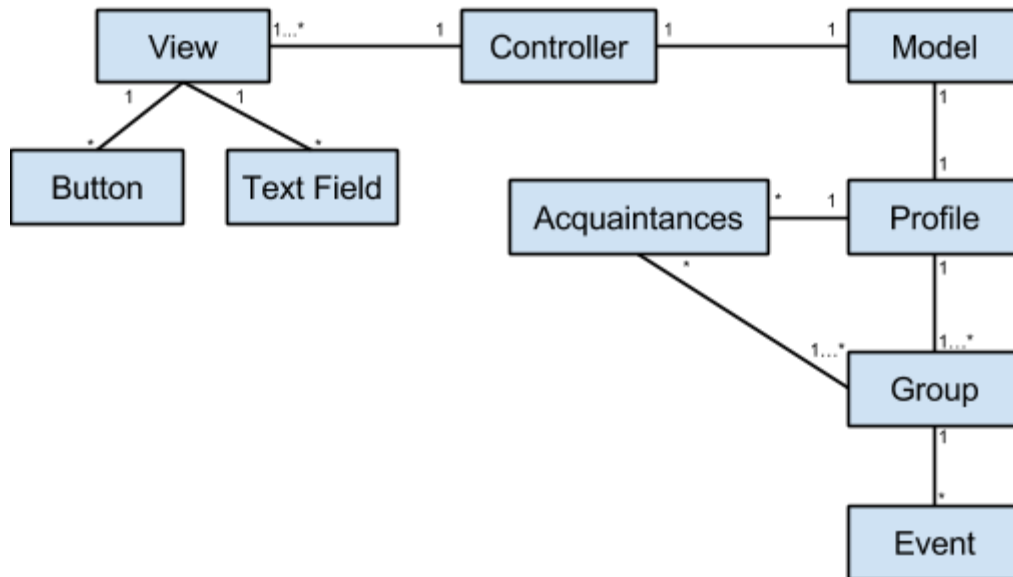 View
1...*
1
Controller
1
1
Model
1
1
1
*
*
Button
Text Field
1
Acquaintances
*
1
Profile
*
1
1...*
1...*
Group
1
*
Event